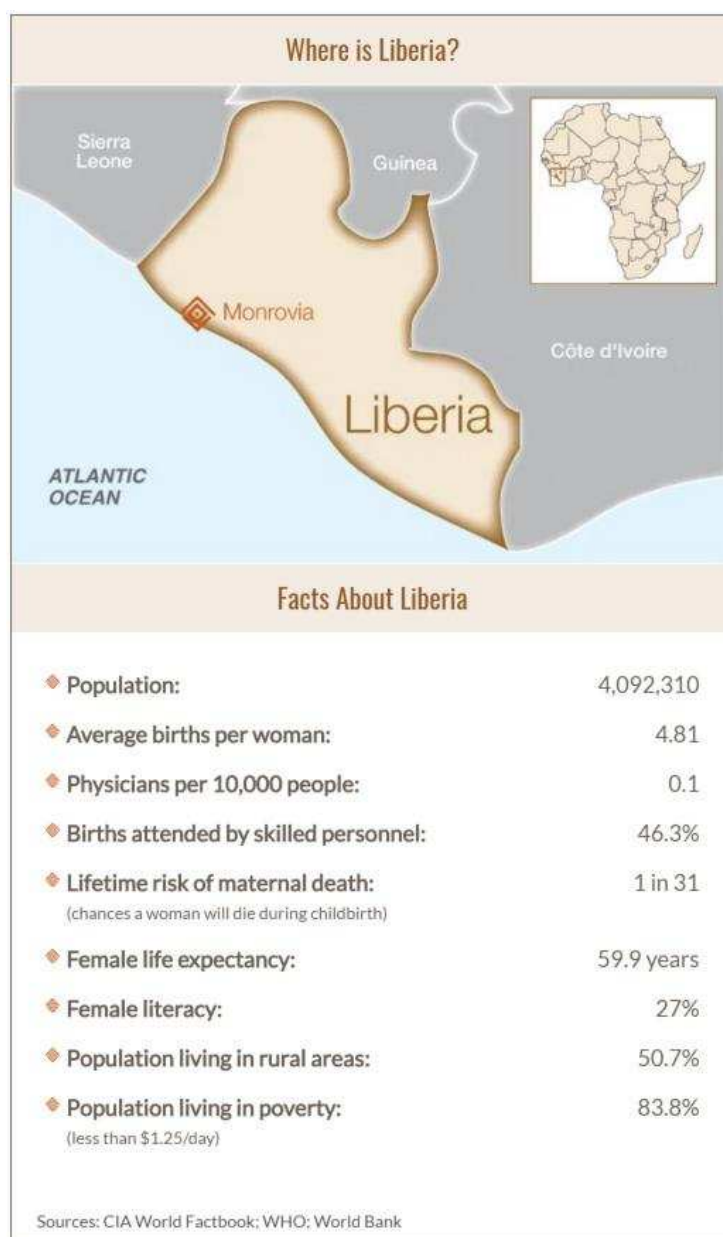 Where is Liberia?
Sierra
Leone
Guinea
Monrovia
Côte d'Ivoire
Liberia
ATLANTIC
OCEAN
Facts About Liberia
Population: 4,092,310
Average births per woman: 4.81
Physicians per 10,000 people: 0.1
Births attended by skilled personnel: 46.3%
Lifetime risk of maternal death: 1 in 31
(chances a woman will die during childbirth)
Female life expectancy: 59.9 years
Female literacy: 27%
Population living in rural areas: 50.7%
Population living in poverty: 83.8%
(less than $1.25/day)
Sources: CIA World Factbook; WHO; World Bank